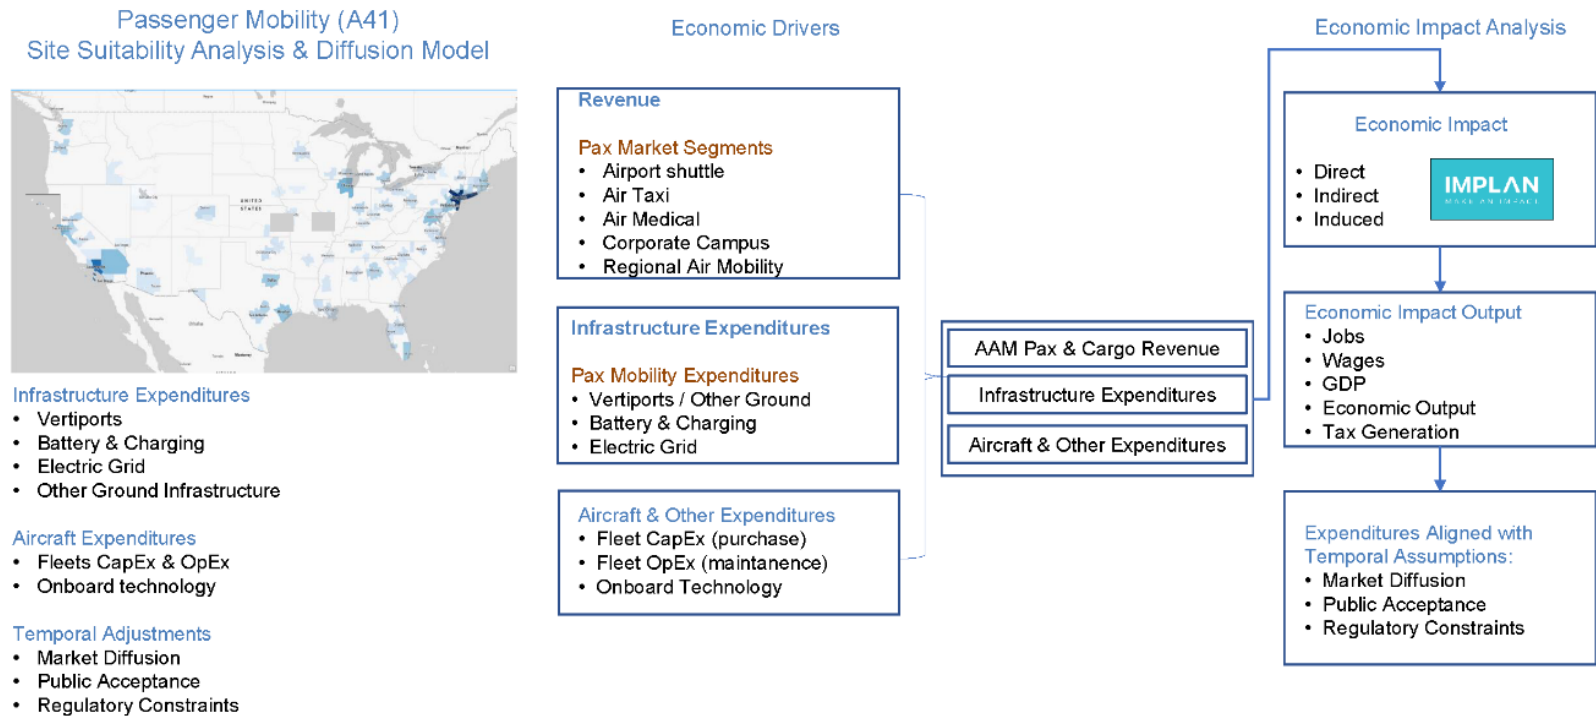 Passenger Mobility (A41)
Site Suitability Analysis & Diffusion Model
UNITED
STATES
Infrastructure Expenditures
• Vertiports
• Battery & Charging
• Electric Grid
• Other Ground Infrastructure
Aircraft Expenditures
• Fleets CapEx & OpEx
• Onboard technology
Temporal Adjustments
• Market Diffusion
• Public Acceptance
• Regulatory Constraints
Economic Drivers
Revenue
Pax Market Segments
• Airport shuttle
• Air Taxi
• Air Medical
• Corporate Campus
• Regional Air Mobility
Infrastructure Expenditures
Pax Mobility Expenditures
• Vertiports / Other Ground
• Battery & Charging
• Electric Grid
Aircraft & Other Expenditures
• Fleet CapEx (purchase)
• Fleet OpEx (maintanence)
• Onboard Technology
AAM Pax & Cargo Revenue
Infrastructure Expenditures
Aircraft & Other Expenditures
Economic Impact Analysis
Economic Impact
• Direct
• Indirect
• Induced
IMPLAN
MAKE AN IMPACT
Economic Impact Output
• Jobs
• Wages
• GDP
• Economic Output
• Tax Generation
Expenditures Aligned with
Temporal Assumptions:
• Market Diffusion
• Public Acceptance
• Regulatory Constraints